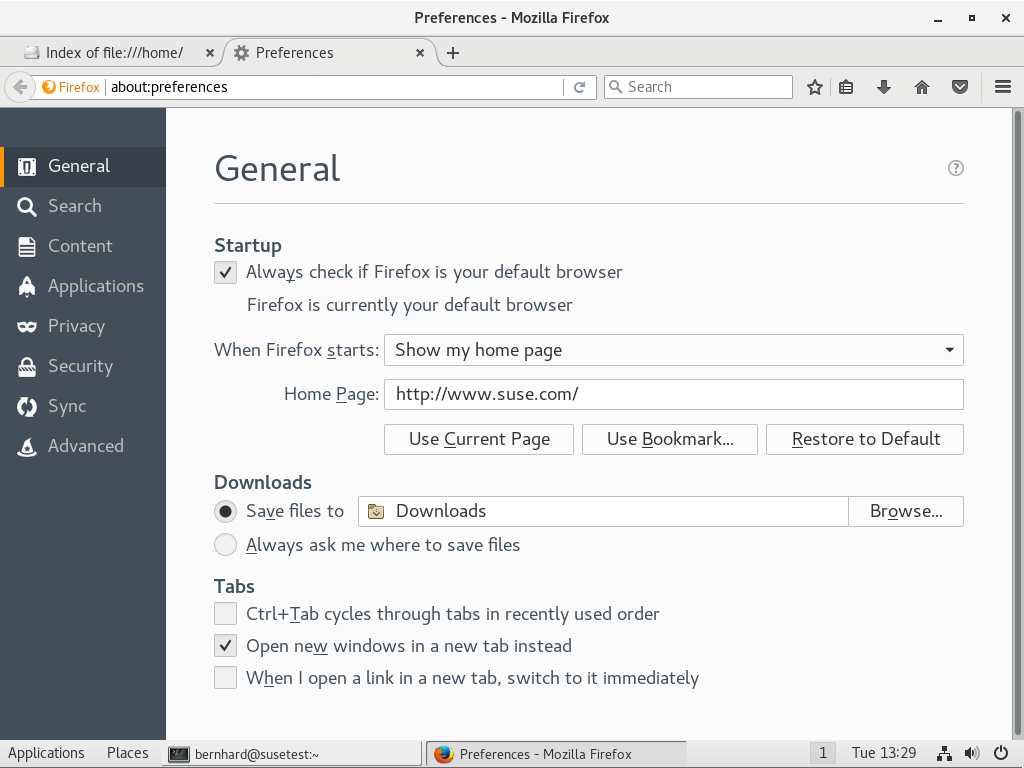 Preferences - Mozilla Firefox
Index of file:///home/
Preferences
Firefox about:preferences
Search
General
Search
Content
Applications
Privacy
Security
Sync
Advanced
General
?
Startup
Always check if Firefox is your default browser
Firefox is currently your default browser
When Firefox starts: Show my home page
Home Page: http://www.suse.com/
Use Current Page Use Bookmark... Restore to Default
Downloads
Save files to Downloads Browse...
Always ask me where to save files
Tabs
Ctrl+Tab cycles through tabs in recently used order
Open new windows in a new tab instead
When I open a link in a new tab, switch to it immediately
Applications Places bernhard@susetest:~ Preferences - Mozilla Firefox 1 Tue 13:29